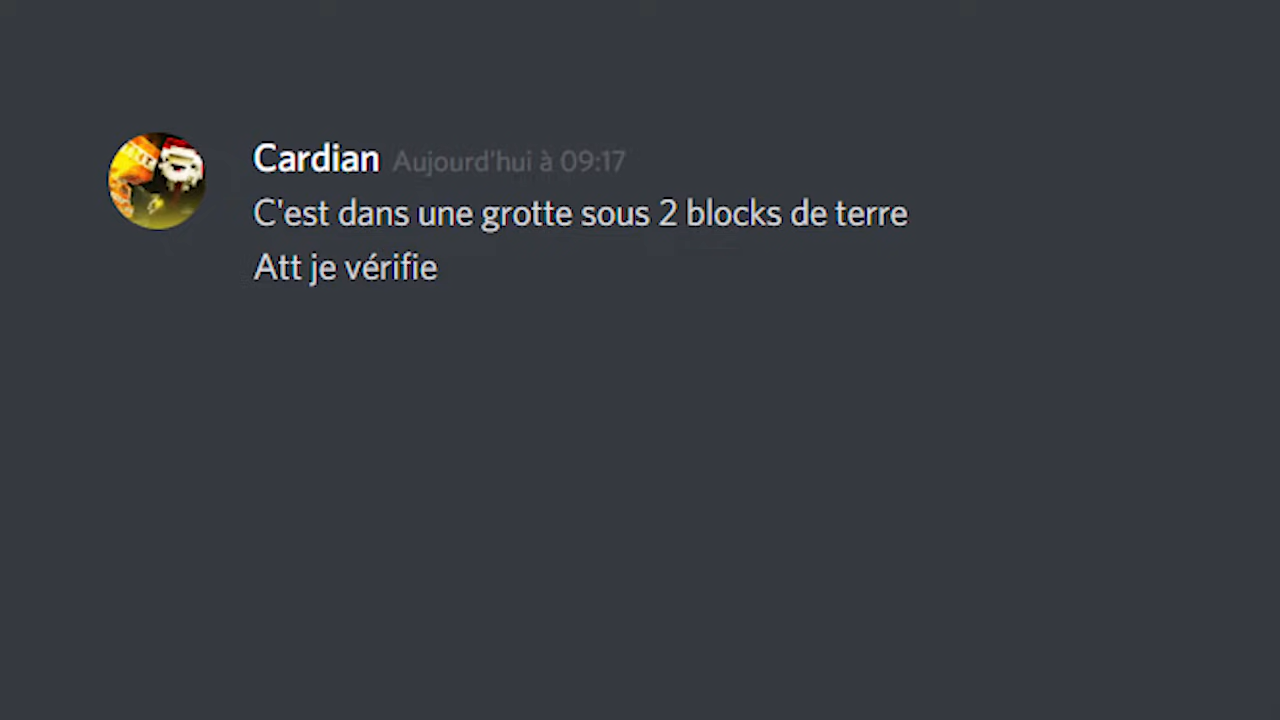 Cardian Aujourd'hui à 09:17
C'est dans une grotte sous 2 blocks de terre
Att je vérifie